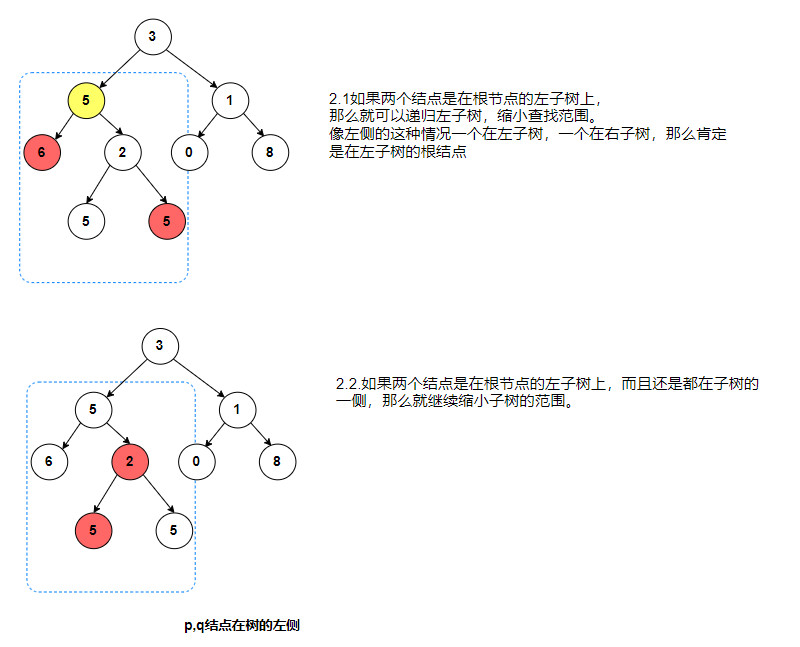 3
5
1
6
2
0
8
5
5
2.1如果两个结点是在根节点的左子树上，
那么就可以递归左子树，缩小查找范围。
像左侧的这种情况一个在左子树，一个在右子树，那么肯定
是在左子树的根结点
3
5
1
6
2
0
8
5
5
2.2.如果两个结点是在根节点的左子树上，而且还是都在子树的
一侧，那么就继续缩小子树的范围。
p,q结点在树的左侧